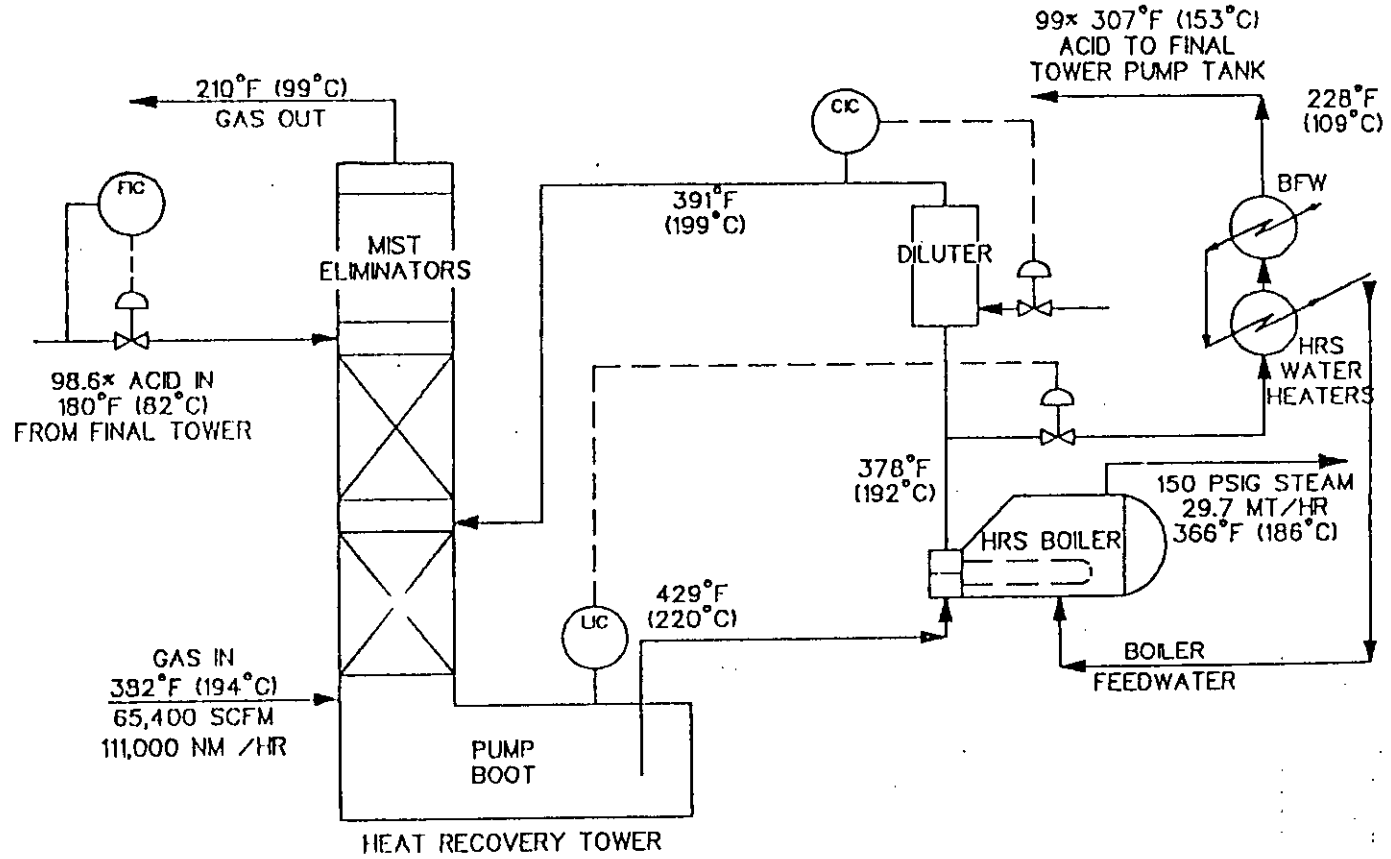 99% 307°F (153°C)
ACID TO FINAL
TOWER PUMP TANK
210°F (99°C)
GAS OUT
228°F
(109°C)
CIC
FIC
391°F
(199°C)
BFW
MIST
ELIMINATORS
DILUTER
98.6% ACID IN
180°F (82°C)
FROM FINAL TOWER
HRS
WATER
HEATERS
378°F
(192°C)
150 PSIG STEAM
29.7 MT/HR
366°F (186°C)
HRS BOILER
429°F
(220°C)
LIC
GAS IN
382°F (194°C)
65,400 SCFM
111,000 NM /HR
BOILER
FEEDWATER
PUMP
BOOT
HEAT RECOVERY TOWER